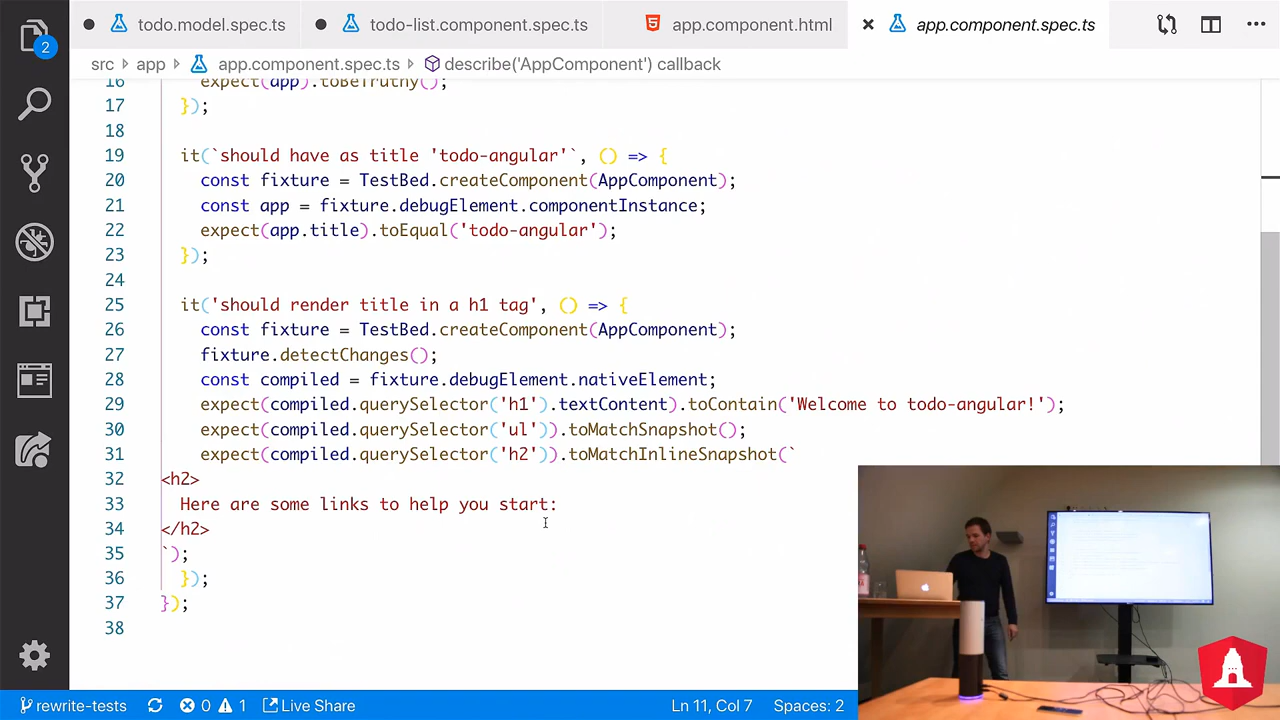 todo.model.spec.ts
todo-list.component.spec.ts
app.component.html
app.component.spec.ts
2
src > app > app.component.spec.ts > describe('AppComponent') callback
16 expect(app).toBeTruthy();
17 });
18
19 it(`should have as title 'todo-angular'`, () => {
20 const fixture = TestBed.createComponent(AppComponent);
21 const app = fixture.debugElement.componentInstance;
22 expect(app.title).toEqual('todo-angular');
23 });
24
25 it('should render title in a h1 tag', () => {
26 const fixture = TestBed.createComponent(AppComponent);
27 fixture.detectChanges();
28 const compiled = fixture.debugElement.nativeElement;
29 expect(compiled.querySelector('h1').textContent).toContain('Welcome to todo-angular!');
30 expect(compiled.querySelector('ul')).toMatchSnapshot();
31 expect(compiled.querySelector('h2')).toMatchInlineSnapshot(`
32 <h2>
33 Here are some links to help you start:
34 </h2>
35 `);
36 });
37 });
38
rewrite-tests
0
1
Live Share
Ln 11, Col 7
Spaces: 2